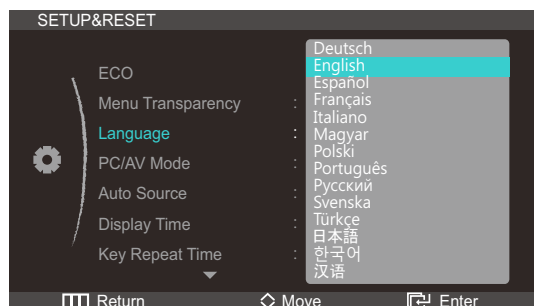 SETUP&RESET
ECO
Menu Transparency :
Language :
PC/AV Mode :
Auto Source :
Display Time :
Key Repeat Time :
Deutsch
English
Español
Français
Italiano
Magyar
Polski
Português
Русский
Svenska
Türkçe
日本語
한국어
汉语
Return Move Enter